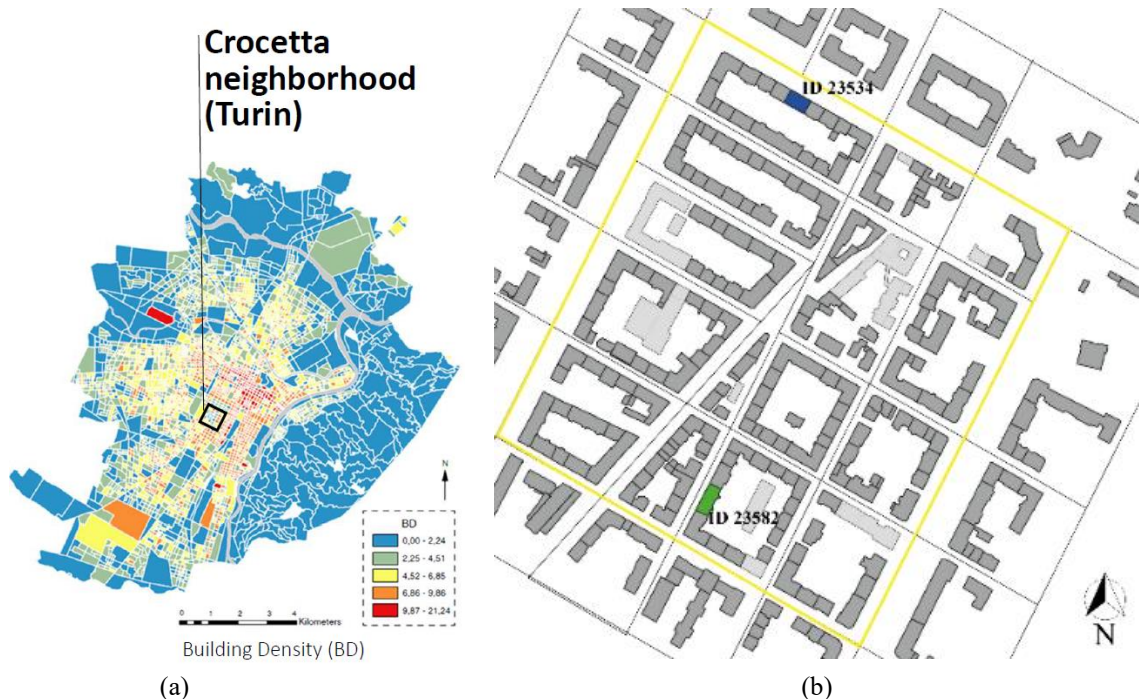 Crocetta
neighborhood
(Turin)
N
BD
0,00 - 2,24
2,25 - 4,51
4,52 - 6,85
6,86 - 9,86
9,87 - 21,24
0 1 2 3 4
Kilometers
Building Density (BD)
(a)
ID 23534
ID 23582
N
(b)